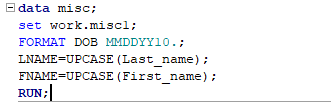 data misc;
set work.misc1;
FORMAT DOB MMDDYY10.;
LNAME=UPCASE(Last_name);
FNAME=UPCASE(First_name);
RUN;